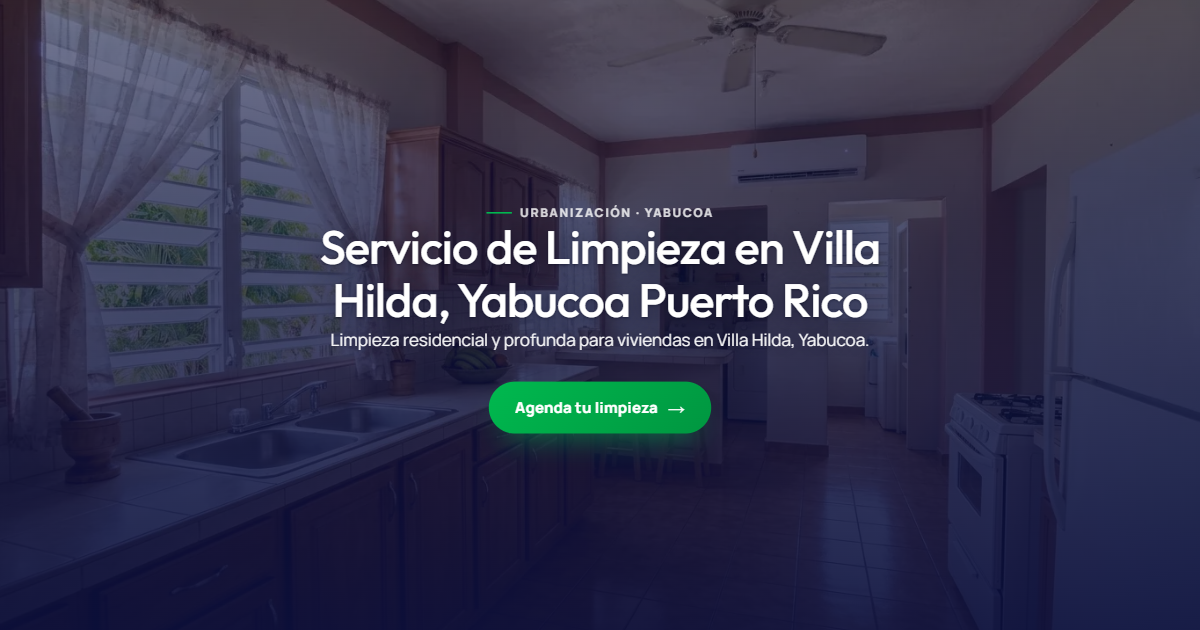 URBANIZACIÓN · YABUCOA
Servicio de Limpieza en Villa
Hilda, Yabucoa Puerto Rico
Limpieza residencial y profunda para viviendas en Villa Hilda, Yabucoa.
Agenda tu limpieza →